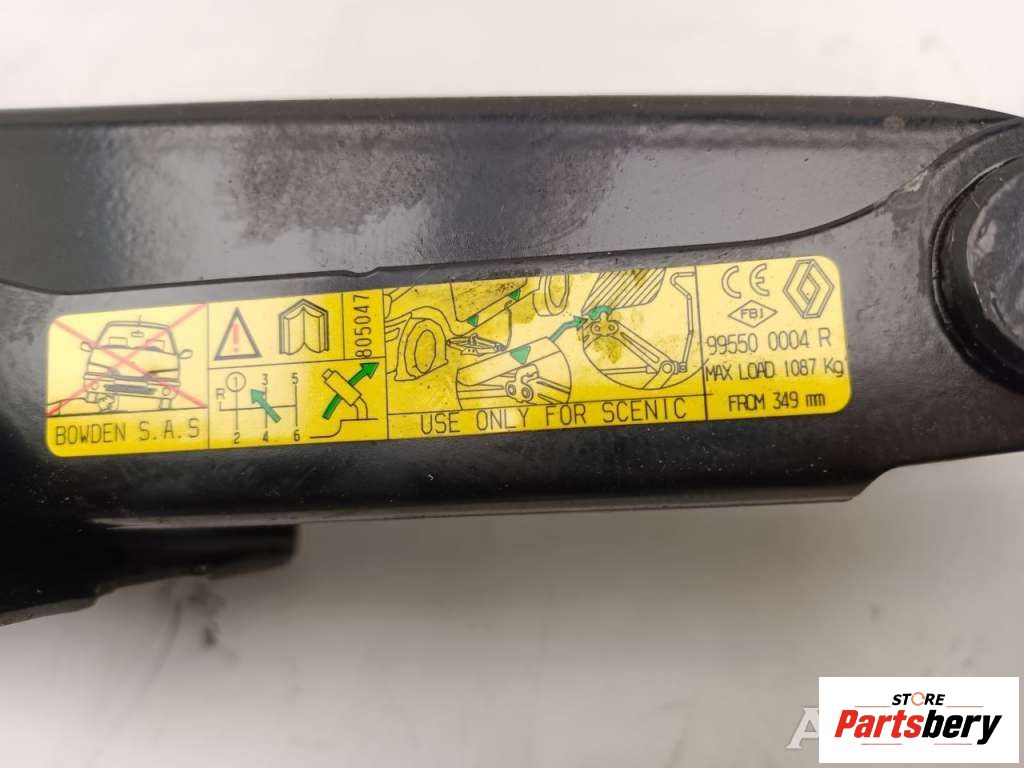 BOWDEN S.A.S
R 1 3 5
2 4 6
805047
USE ONLY FOR SCENIC
CE
FBJ
99550 0004 R
MAX LOAD 1087 Kg
FROM 349 mm
STORE
Partsbery